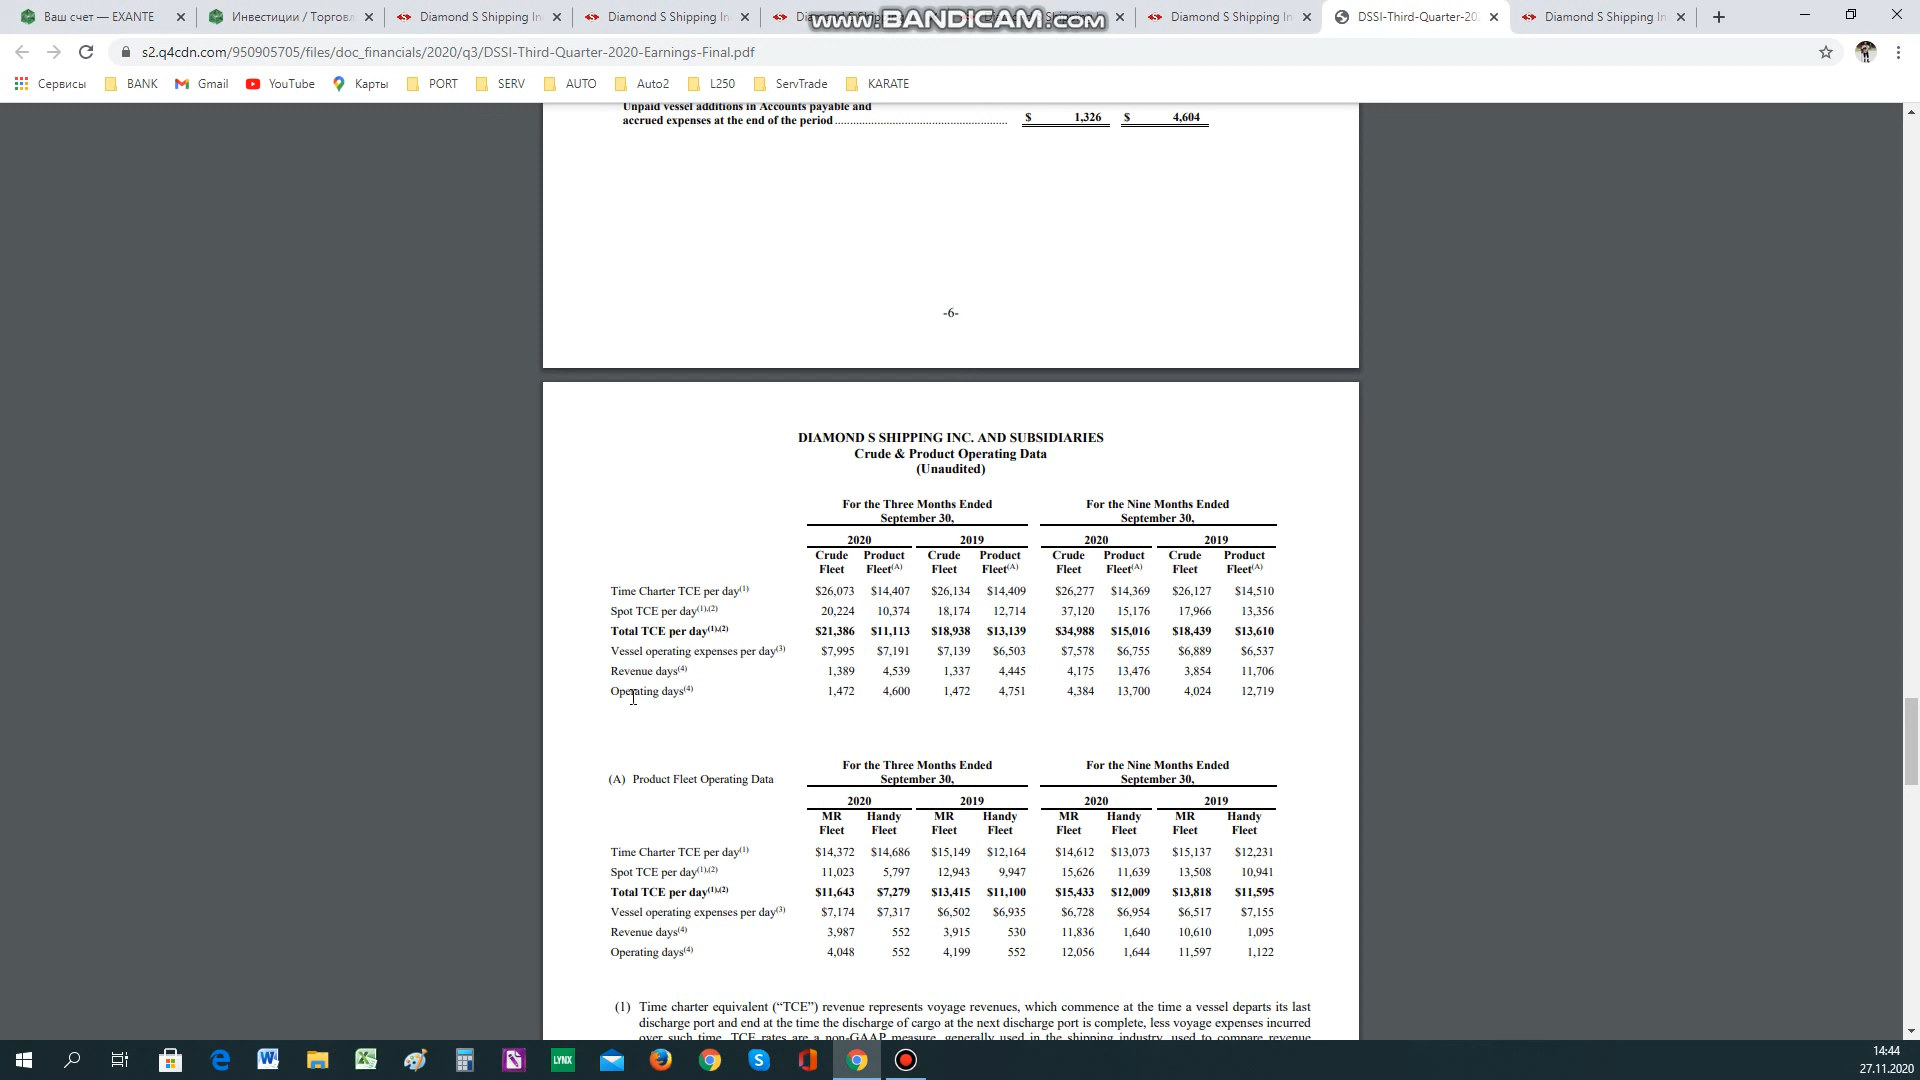 Ваш счет — EXANTE
Инвестиции / Торговл
Diamond S Shipping In
Diamond S Shipping In
Dia
www.BANDICAM.com
Diamond S Shipping In
DSSI-Third-Quarter-20
Diamond S Shipping In
s2.q4cdn.com/950905705/files/doc_financials/2020/q3/DSSI-Third-Quarter-2020-Earnings-Final.pdf
Сервисы BANK Gmail YouTube Карты PORT SERV AUTO Auto2 L250 ServTrade KARATE
Unpaid vessel additions in Accounts payable and
accrued expenses at the end of the period $ 1,326 $ 4,604
-6-
DIAMOND S SHIPPING INC. AND SUBSIDIARIES
Crude & Product Operating Data
(Unaudited)
For the Three Months Ended For the Nine Months Ended
September 30, September 30,
2020 2019 2020 2019
Crude Product Crude Product Crude Product Crude Product
Fleet Fleet(A) Fleet Fleet(A) Fleet Fleet(A) Fleet Fleet(A)
Time Charter TCE per day(1) $26,073 $14,407 $26,134 $14,409 $26,277 $14,369 $26,127 $14,510
Spot TCE per day(1),(2) 20,224 10,374 18,174 12,714 37,120 15,176 17,966 13,356
Total TCE per day(1),(2) $21,386 $11,113 $18,938 $13,139 $34,988 $15,016 $18,439 $13,610
Vessel operating expenses per day(3) $7,995 $7,191 $7,139 $6,503 $7,578 $6,755 $6,889 $6,537
Revenue days(4) 1,389 4,539 1,337 4,445 4,175 13,476 3,854 11,706
Operating days(4) 1,472 4,600 1,472 4,751 4,384 13,700 4,024 12,719
For the Three Months Ended For the Nine Months Ended
(A) Product Fleet Operating Data September 30, September 30,
2020 2019 2020 2019
MR Handy MR Handy MR Handy MR Handy
Fleet Fleet Fleet Fleet Fleet Fleet Fleet Fleet
Time Charter TCE per day(1) $14,372 $14,686 $15,149 $12,164 $14,612 $13,073 $15,137 $12,231
Spot TCE per day(1),(2) 11,023 5,797 12,943 9,947 15,626 11,639 13,508 10,941
Total TCE per day(1),(2) $11,643 $7,279 $13,415 $11,100 $15,433 $12,009 $13,818 $11,595
Vessel operating expenses per day(3) $7,174 $7,317 $6,502 $6,935 $6,728 $6,954 $6,517 $7,155
Revenue days(4) 3,987 552 3,915 530 11,836 1,640 10,610 1,095
Operating days(4) 4,048 552 4,199 552 12,056 1,644 11,597 1,122
(1) Time charter equivalent (“TCE”) revenue represents voyage revenues, which commence at the time a vessel departs its last
discharge port and end at the time the discharge of cargo at the next discharge port is complete, less voyage expenses incurred
over such time. TCE rates are a non-GAAP measure, generally used in the shipping industry, used to compare revenue
LYNX
14:44
27.11.2020